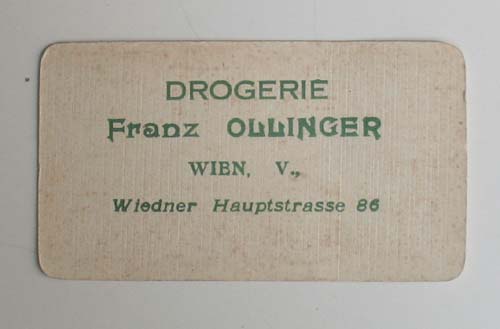 DROGERIE
Franz OLLINGER
WIEN, V.,
Wiedner Hauptstrasse 86